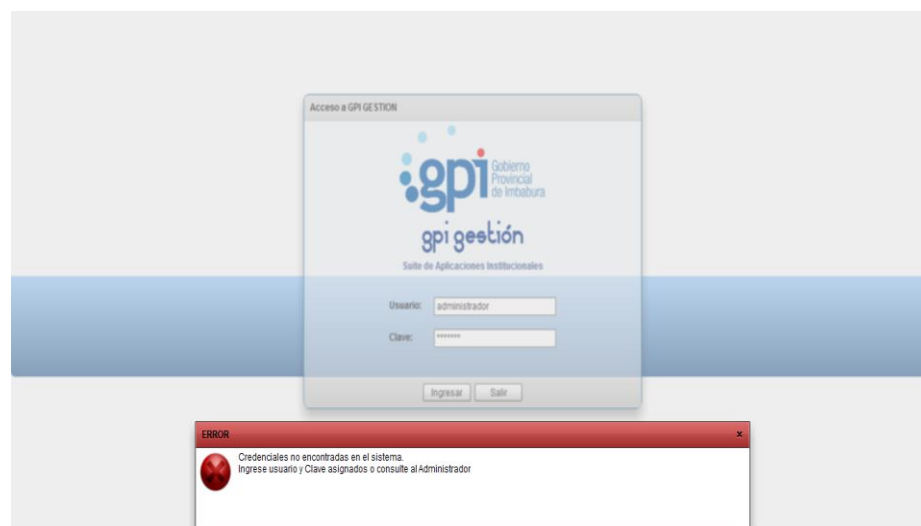 Acceso a GPI GESTION
gpi
Gobierno
Provincial
de Imbabura
gpi gestión
Suite de Aplicaciones Institucionales
Usuario: administrador
Clave: *******
Ingresar Salir
ERROR x
Credenciales no encontradas en el sistema.
Ingrese usuario y Clave asignados o consulte al Administrador